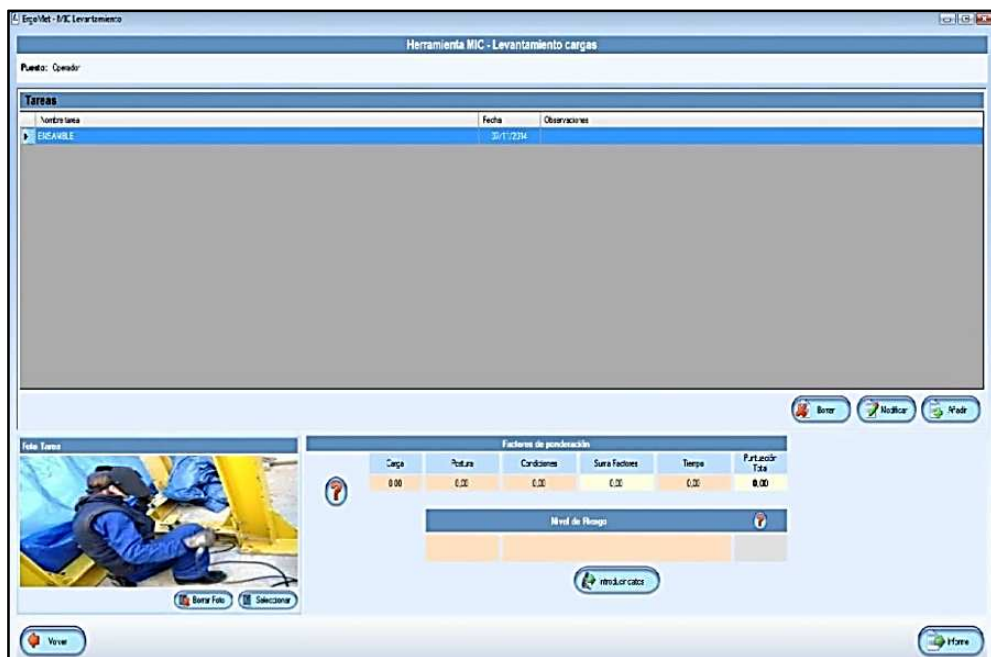 ErgoMet - MIC Levantamiento
Herramienta MIC - Levantamiento cargas
Puesto: Operador
Tareas
Nombre tarea Fecha Observaciones
ENSAMBLE /11/2014
Borrar Modificar Añadir
Foto Tarea
Factores de ponderación
Carga Postura Condiciones Suma Factores Tiempo Puntuación
Total
0,00 0,00 0,00 0,00 0,00 0,00
Nivel de Riesgo
Introducir datos
Borrar Foto Seleccionar
Volver Informe